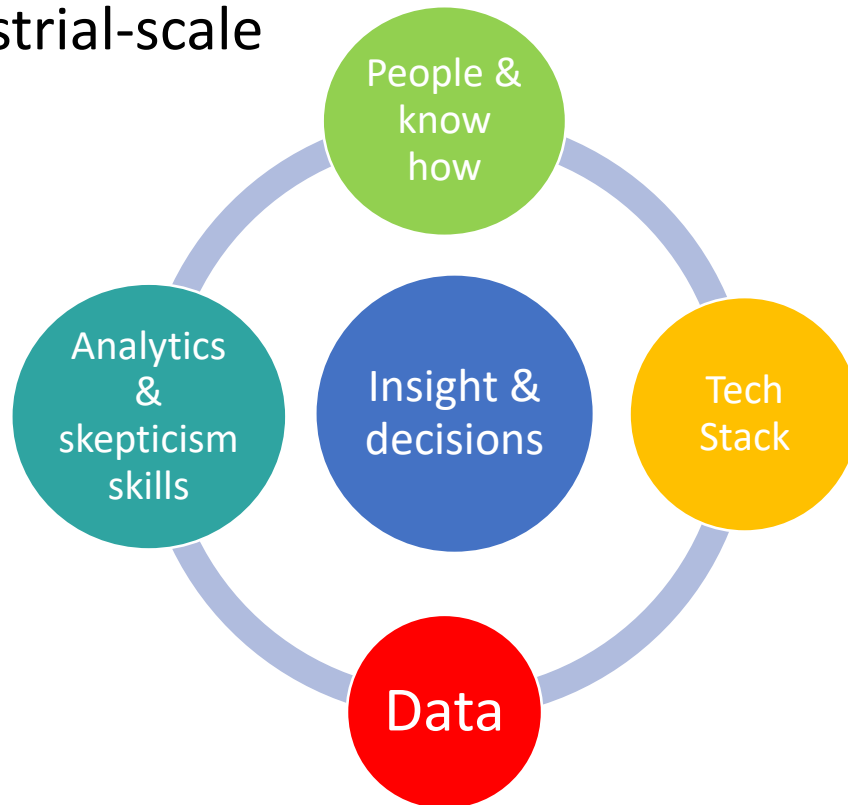 strial-scale
People &
know
how
Analytics
&
skepticism
skills
Insight &
decisions
Tech
Stack
Data